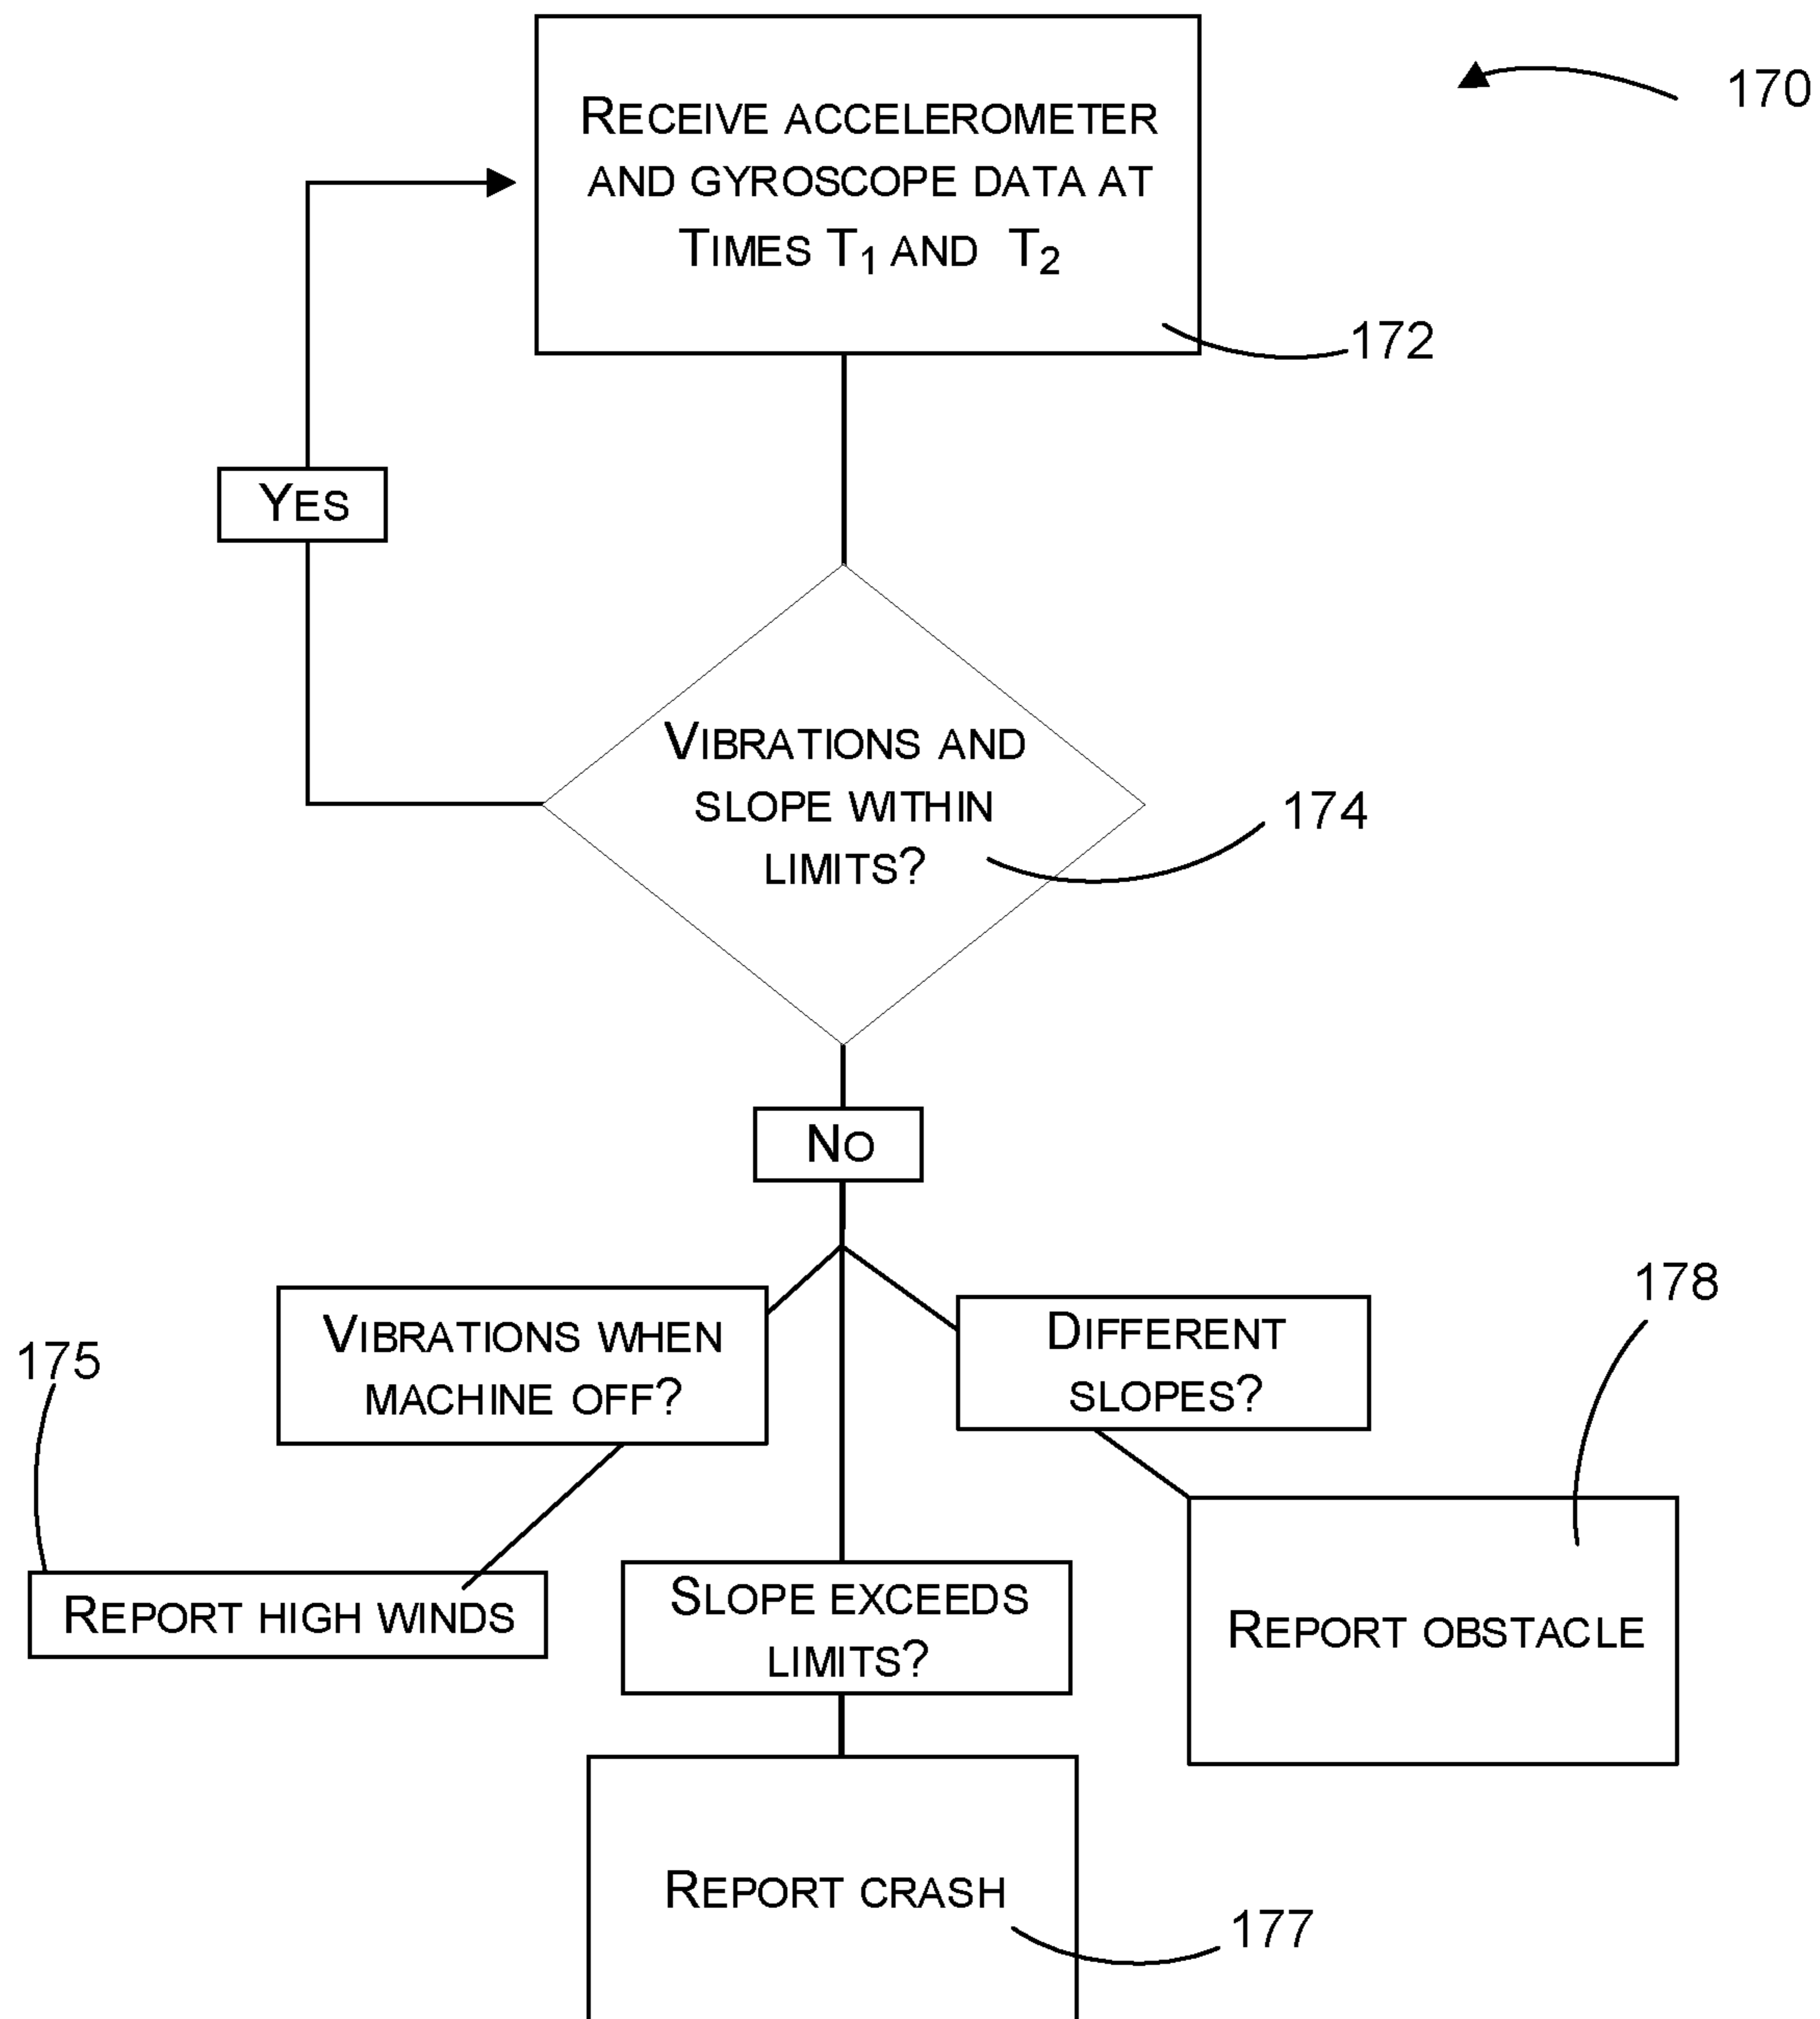 RECEIVE ACCELEROMETER
AND GYROSCOPE DATA AT
TIMES T₁ AND T₂
170
172
YES
VIBRATIONS AND
SLOPE WITHIN
LIMITS?
174
NO
VIBRATIONS WHEN
MACHINE OFF?
DIFFERENT
SLOPES?
178
175
REPORT HIGH WINDS
SLOPE EXCEEDS
LIMITS?
REPORT OBSTACLE
REPORT CRASH
177